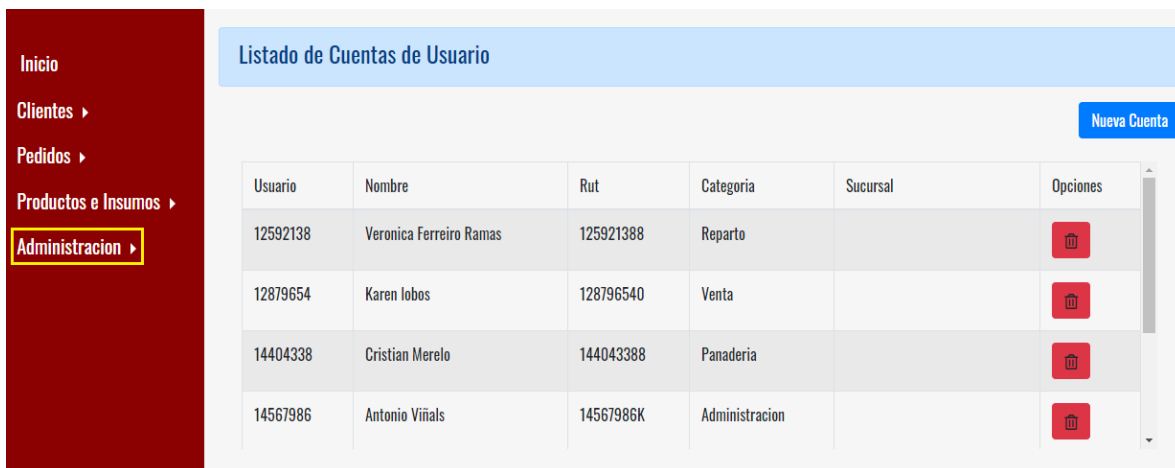 Inicio
Clientes
Pedidos
Productos e Insumos
Administracion
Listado de Cuentas de Usuario
Nueva Cuenta
Usuario Nombre Rut Categoria Sucursal Opciones
12592138 Veronica Ferreiro Ramas 125921388 Reparto
12879654 Karen lobos 128796540 Venta
14404338 Cristian Merelo 144043388 Panaderia
14567986 Antonio Viñals 14567986K Administracion